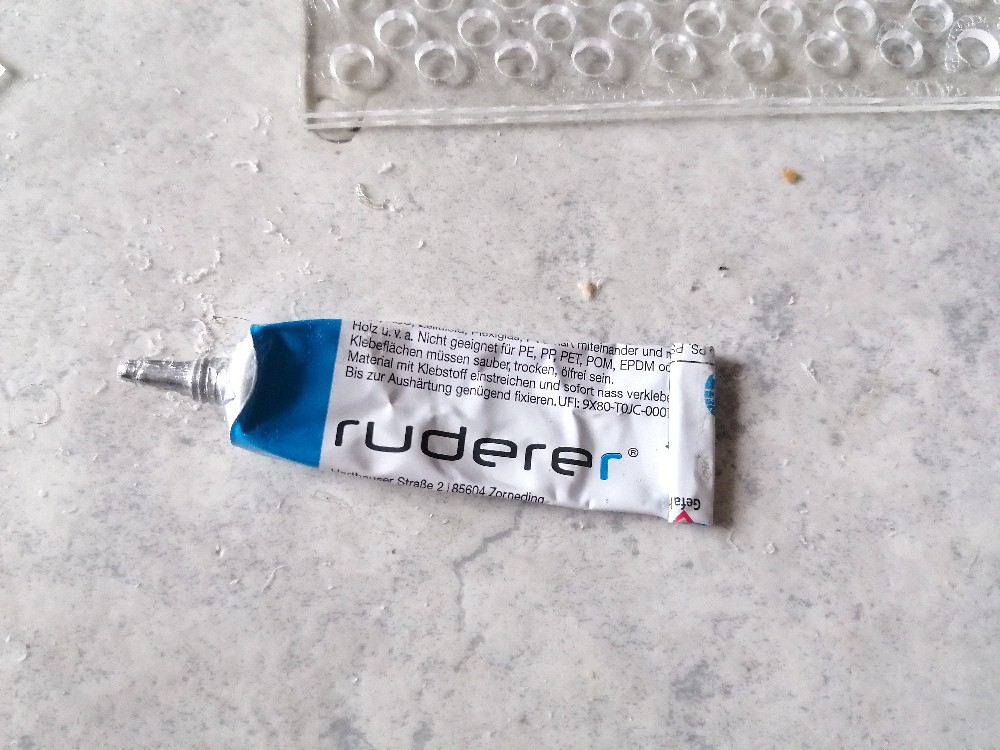 Holz u. v. a. Nicht geeignet für PE, PP, PET, POM, EPDM
Klebeflächen müssen sauber, trocken, ölfrei sein.
Material mit Klebstoff einstreichen und sofort nass
Bis zur Aushärtung genügend fixieren. UFI: 9X80-T0JC-000
ruderer®
Straße 2 | 85604 Zorneding